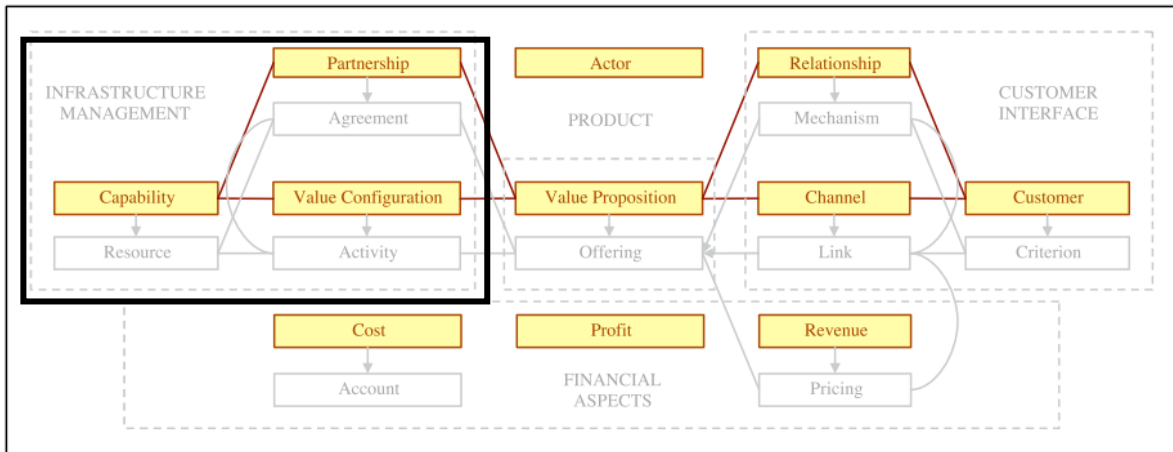 Partnership
Actor
Relationship
INFRASTRUCTURE
MANAGEMENT
CUSTOMER
INTERFACE
Agreement
PRODUCT
Mechanism
Capability
Value Configuration
Value Proposition
Channel
Customer
Resource
Activity
Offering
Link
Criterion
Cost
Profit
Revenue
Account
FINANCIAL
ASPECTS
Pricing